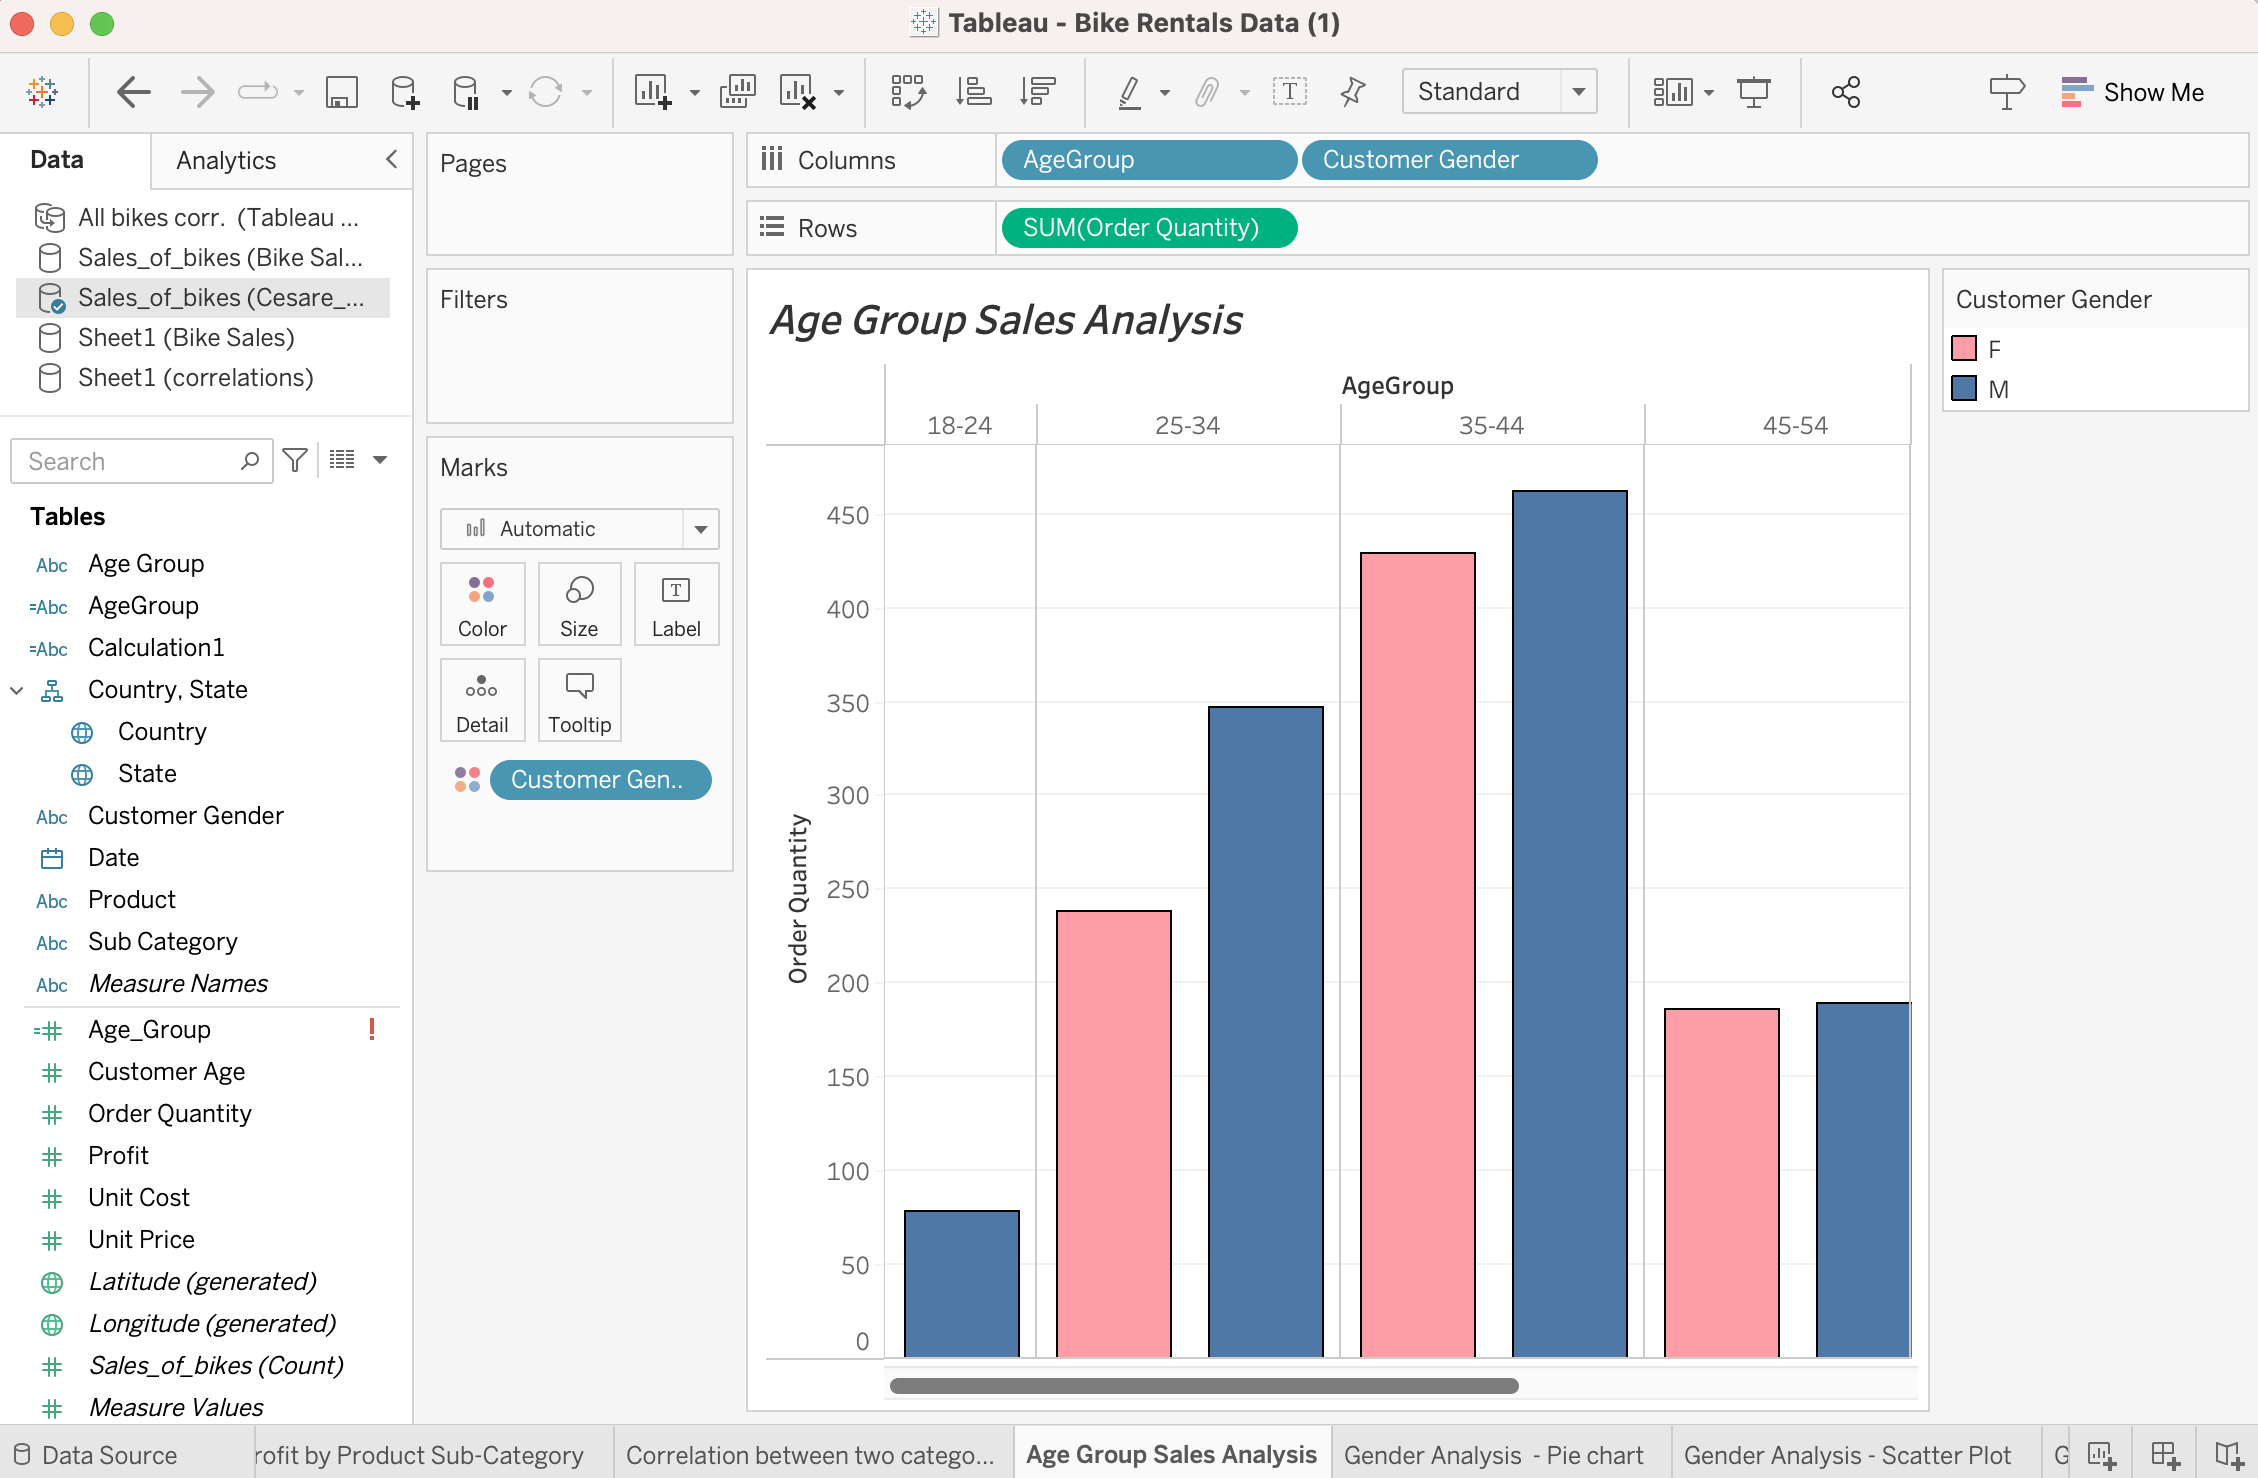 Tableau - Bike Rentals Data (1)
Standard
Show Me
Data
Analytics
All bikes corr. (Tableau ...
Sales_of_bikes (Bike Sal...
Sales_of_bikes (Cesare_...
Sheet1 (Bike Sales)
Sheet1 (correlations)
Search
Tables
Abc Age Group
=Abc AgeGroup
=Abc Calculation1
Country, State
Country
State
Abc Customer Gender
Date
Abc Product
Abc Sub Category
Abc Measure Names
=# Age_Group !
# Customer Age
# Order Quantity
# Profit
# Unit Cost
# Unit Price
Latitude (generated)
Longitude (generated)
# Sales_of_bikes (Count)
# Measure Values
Pages
Filters
Marks
Automatic
Color Size Label
Detail Tooltip
Customer Gen..
Columns AgeGroup Customer Gender
Rows SUM(Order Quantity)
Age Group Sales Analysis
AgeGroup
18-24 25-34 35-44 45-54
Order Quantity
450
400
350
300
250
200
150
100
50
0
Customer Gender
F
M
Data Source
rofit by Product Sub-Category
Correlation between two catego...
Age Group Sales Analysis
Gender Analysis - Pie chart
Gender Analysis - Scatter Plot
G